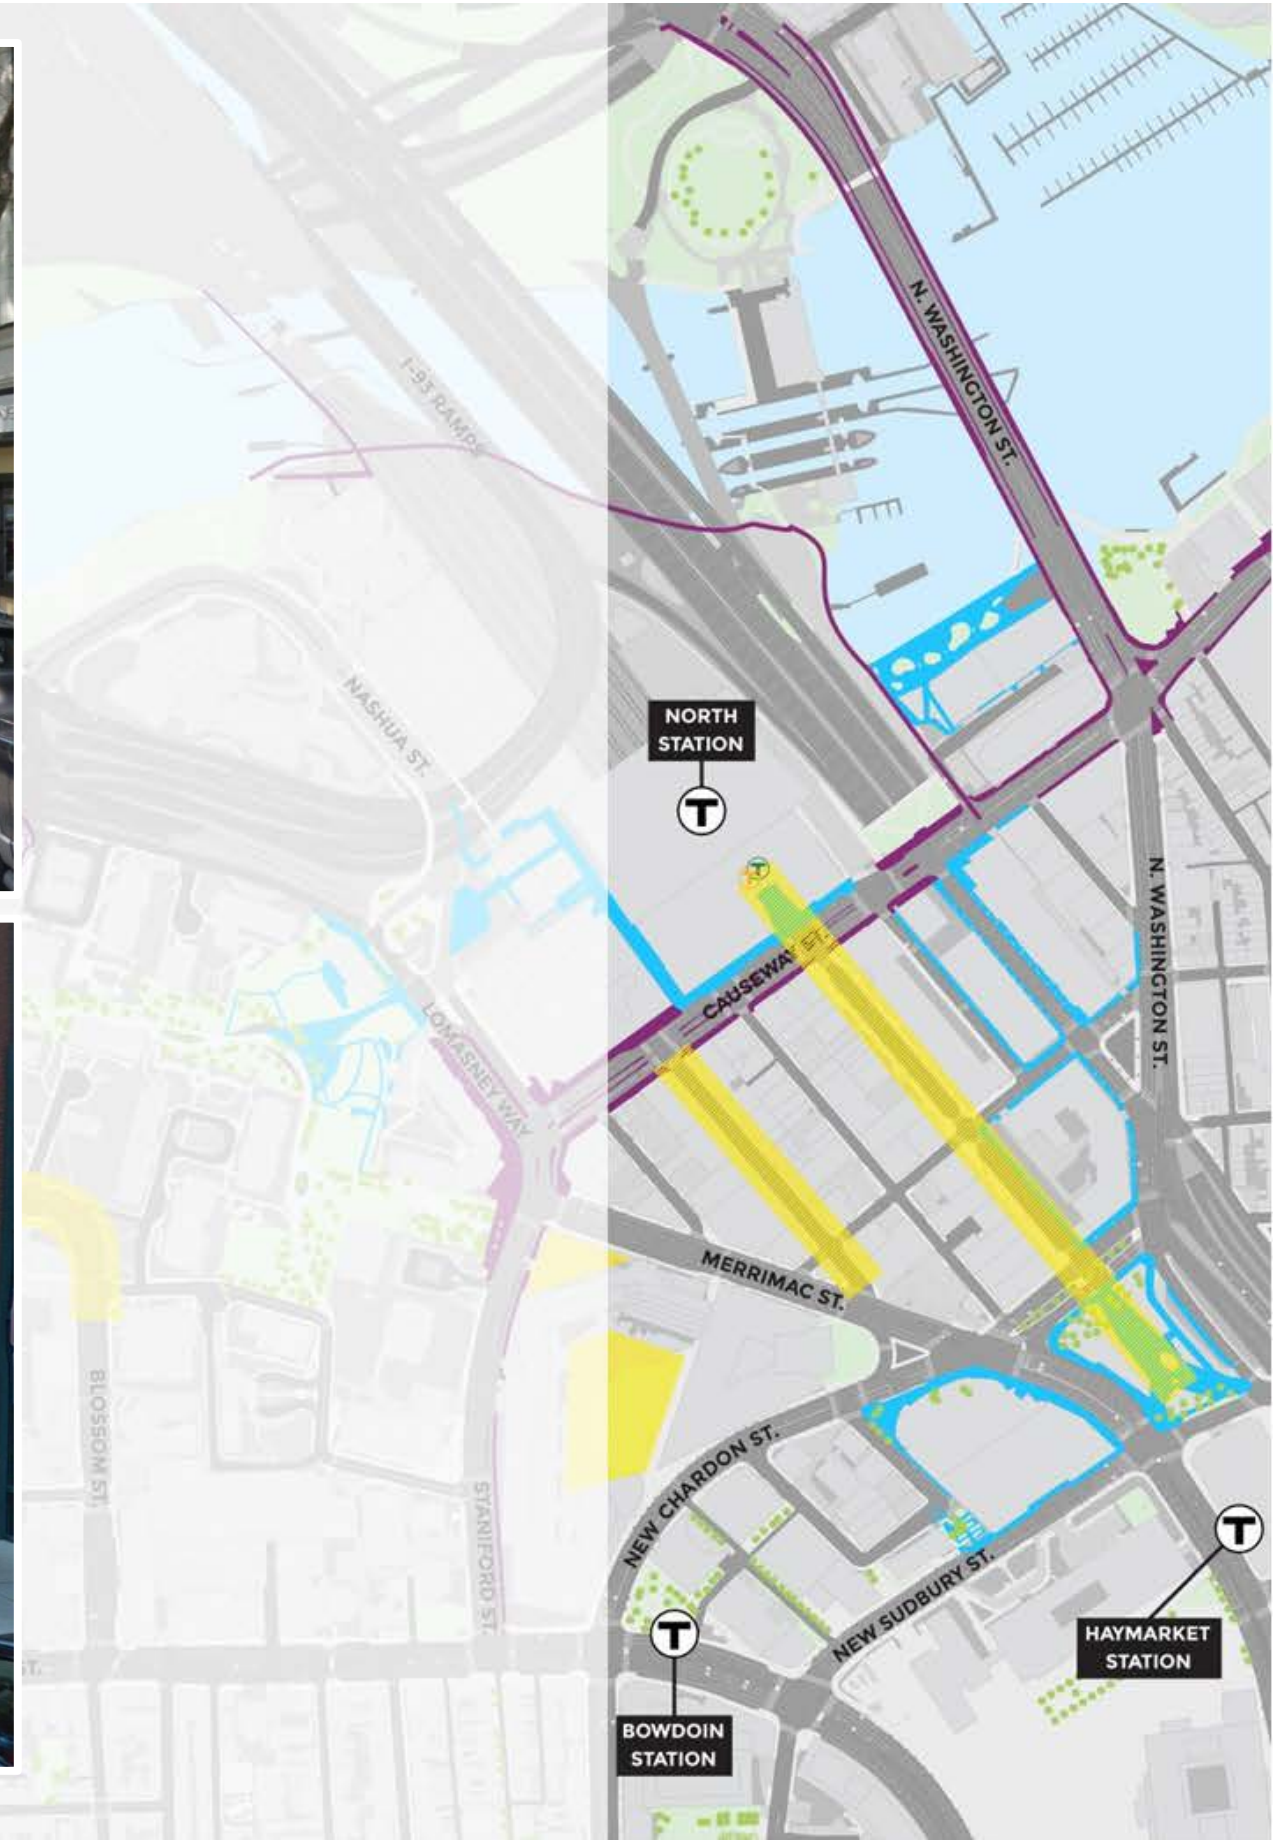 N. WASHINGTON ST.
I-93 RAMPS
NASHUA ST.
NORTH
STATION
T
T
N. WASHINGTON ST.
CAUSEWAY ST.
LOMASNEY WAY
MERRIMAC ST.
BLOSSOM ST.
STANIFORD ST.
NEW CHARDON ST.
NEW SUDBURY ST.
T
HAYMARKET
STATION
T
BOWDOIN
STATION
ST.